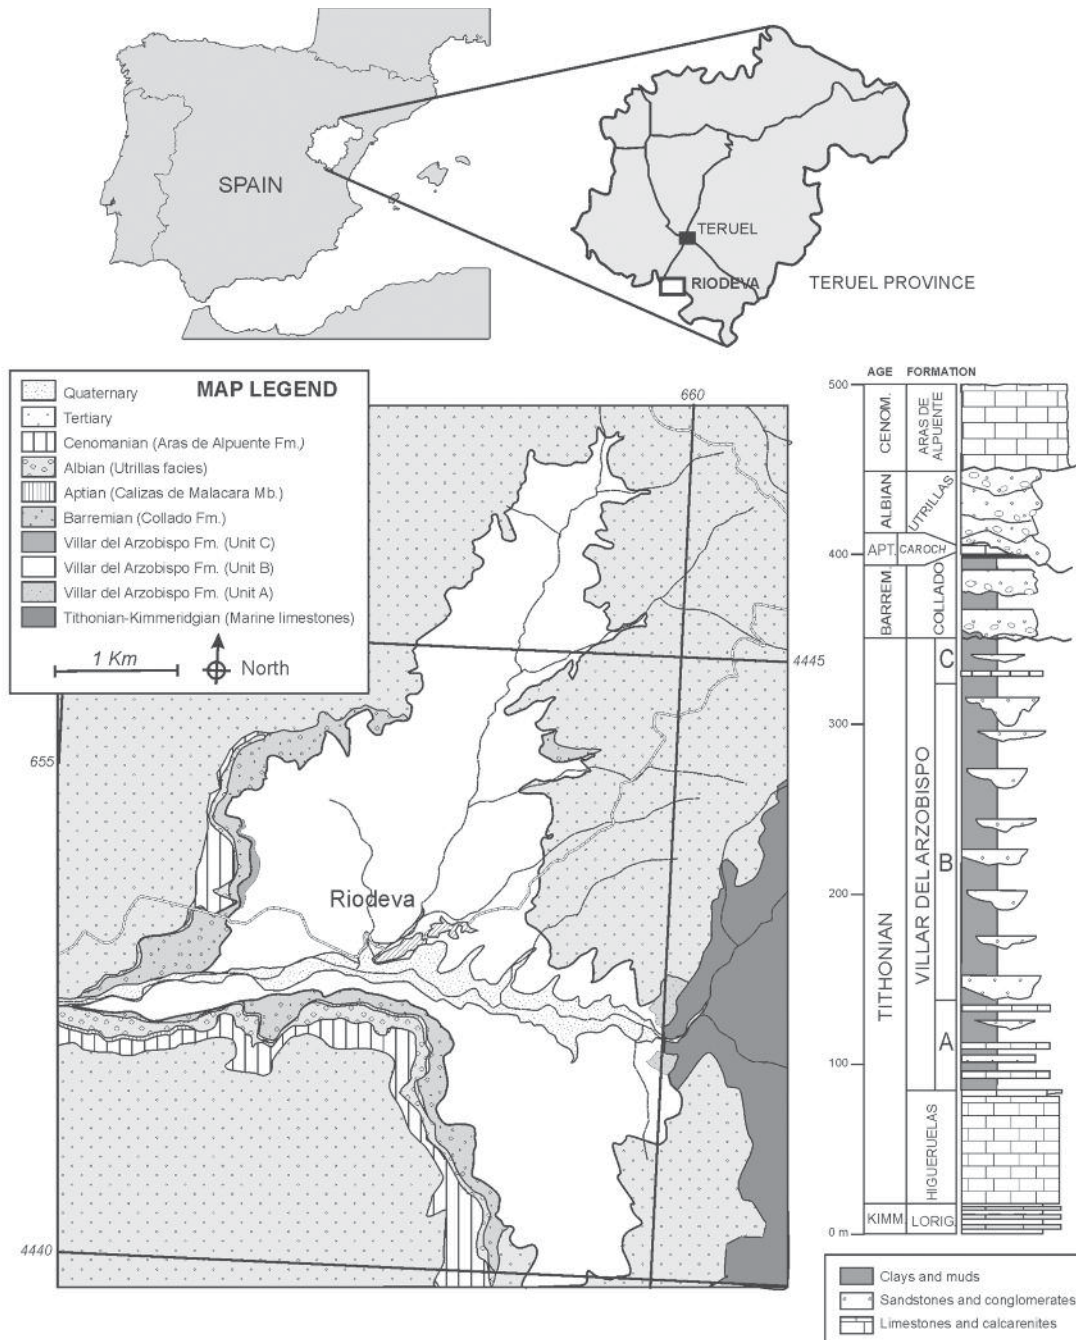 SPAIN
TERUEL
RIODEVA
TERUEL PROVINCE
MAP LEGEND
Quaternary
Tertiary
Cenomanian (Aras de Alpuente Fm.)
Albian (Utrillas facies)
Aptian (Calizas de Malacara Mb.)
Barremian (Collado Fm.)
Villar del Arzobispo Fm. (Unit C)
Villar del Arzobispo Fm. (Unit B)
Villar del Arzobispo Fm. (Unit A)
Tithonian-Kimmeridgian (Marine limestones)
1 Km
North
660
4445
655
Riodeva
4440
AGE FORMATION
500
CENOM.
ARAS DE
ALPUENTE
ALBIAN
UTRILLAS
400
APT.
CAROCH
BARREM.
COLLADO
C
300
TITHONIAN
VILLAR DEL ARZOBISPO
B
200
A
100
HIGUERUELAS
KIMM.
LORIG.
0 m
Clays and muds
Sandstones and conglomerates
Limestones and calcarenites